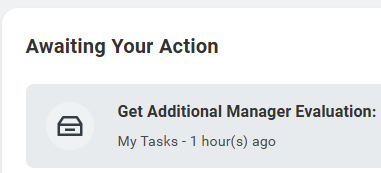 Awaiting Your Action
Get Additional Manager Evaluation:
My Tasks - 1 hour(s) ago